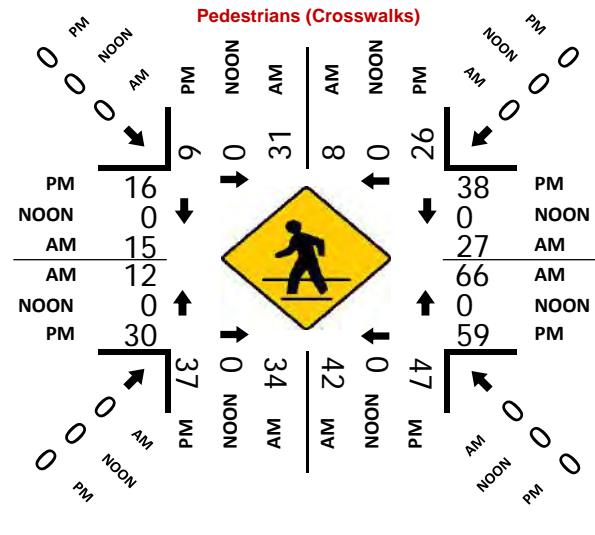 Pedestrians (Crosswalks)
PM
NOON
AM
0
0
0
PM
NOON
AM
AM
NOON
PM
PM
NOON
AM
0
0
0
9
0
31
8
0
26
PM 16
NOON 0
AM 15
AM 12
NOON 0
PM 30
38 PM
0 NOON
27 AM
66 AM
0 NOON
59 PM
37
0
34
42
0
47
PM
NOON
AM
AM
NOON
PM
0
0
0
AM
NOON
PM
0
0
0
AM
NOON
PM